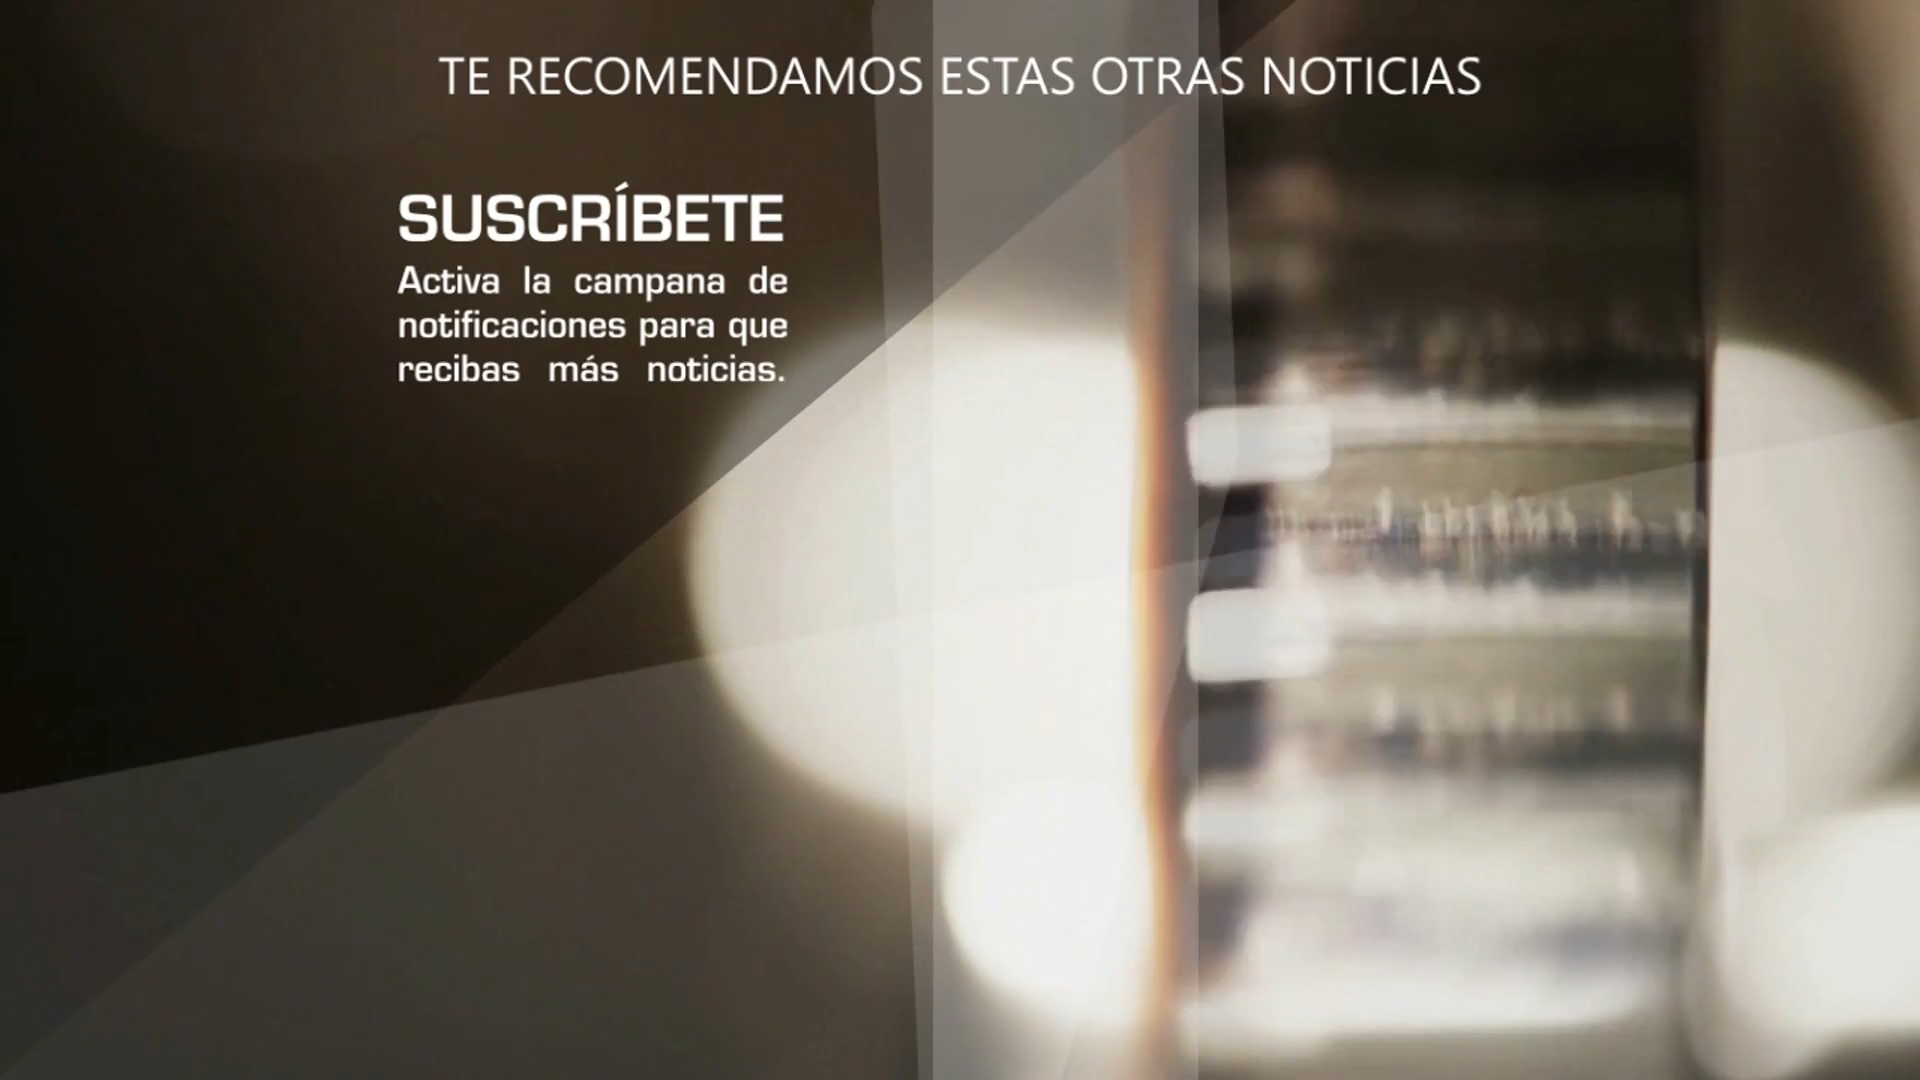 TE RECOMENDAMOS ESTAS OTRAS NOTICIAS
SUSCRÍBETE
Activa la campana de
notificaciones para que
recibas más noticias.